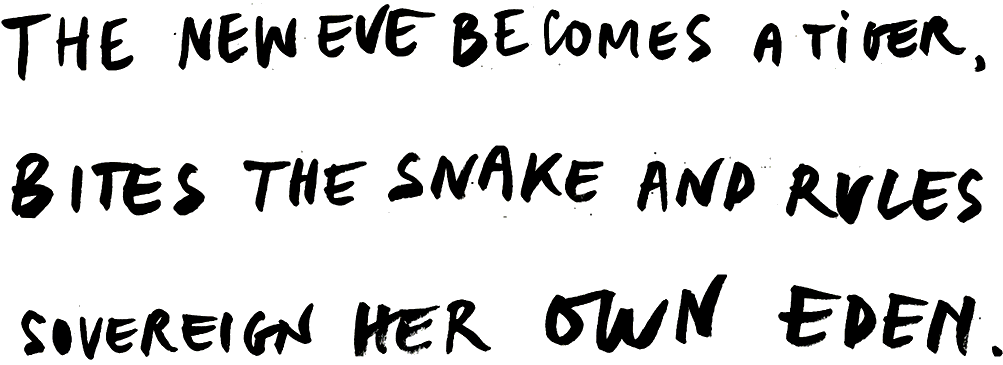 THE NEW EVE BECOMES A TiGER,
BITES THE SNAKE AND RULES
SOVEREIGN HER OWN EDEN.